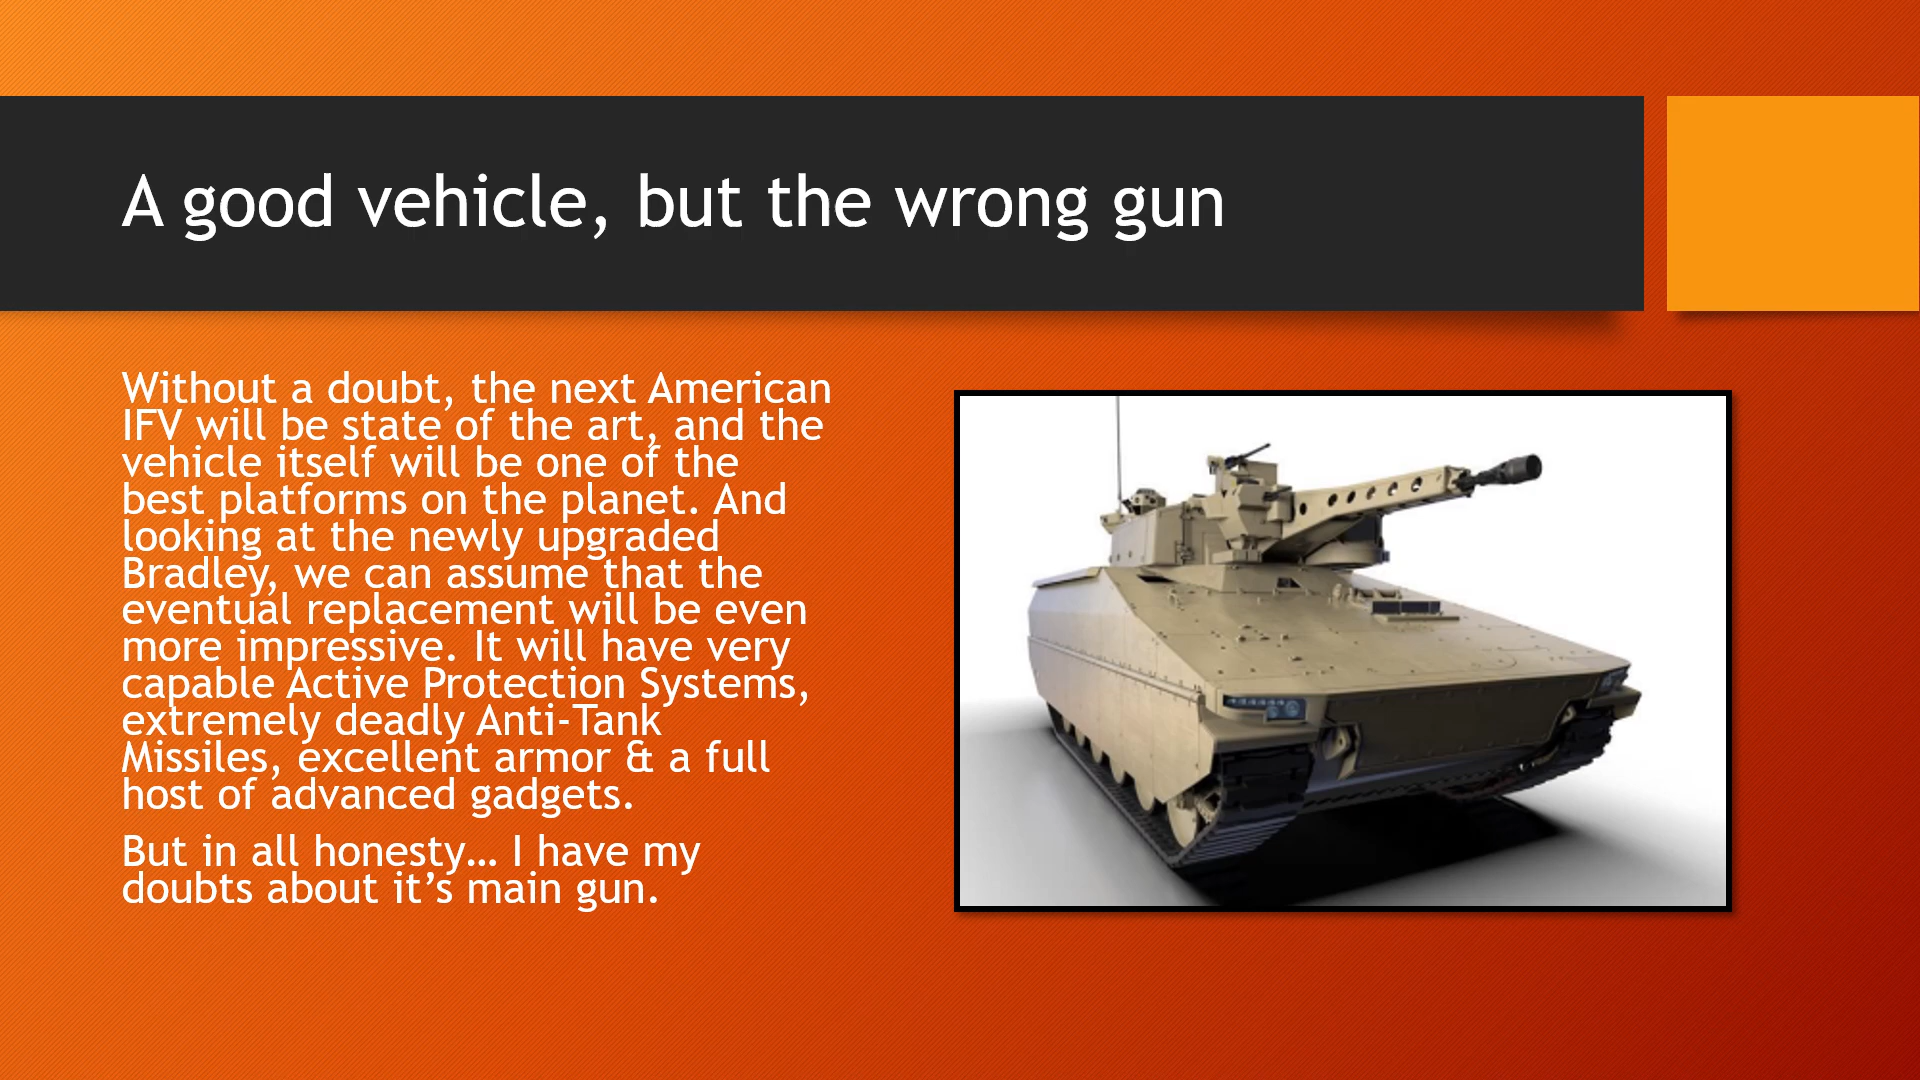 A good vehicle, but the wrong gun
Without a doubt, the next American
IFV will be state of the art, and the
vehicle itself will be one of the
best platforms on the planet. And
looking at the newly upgraded
Bradley, we can assume that the
eventual replacement will be even
more impressive. It will have very
capable Active Protection Systems,
extremely deadly Anti-Tank
Missiles, excellent armor & a full
host of advanced gadgets.
But in all honesty… I have my
doubts about it’s main gun.